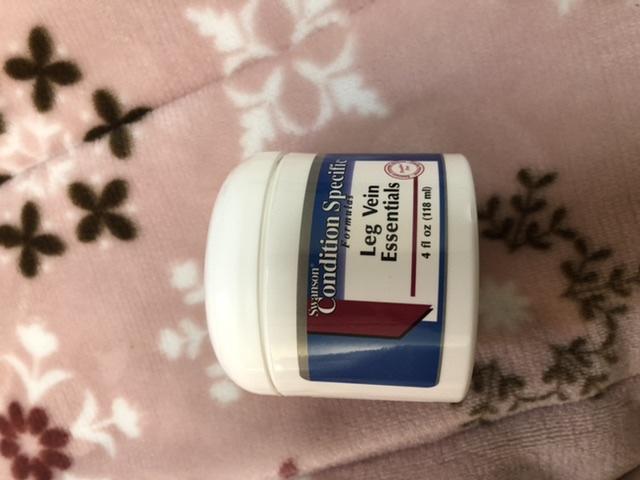 Swanson®
Condition Specific
Formulas
Leg Vein
Essentials
4 fl oz (118 ml)